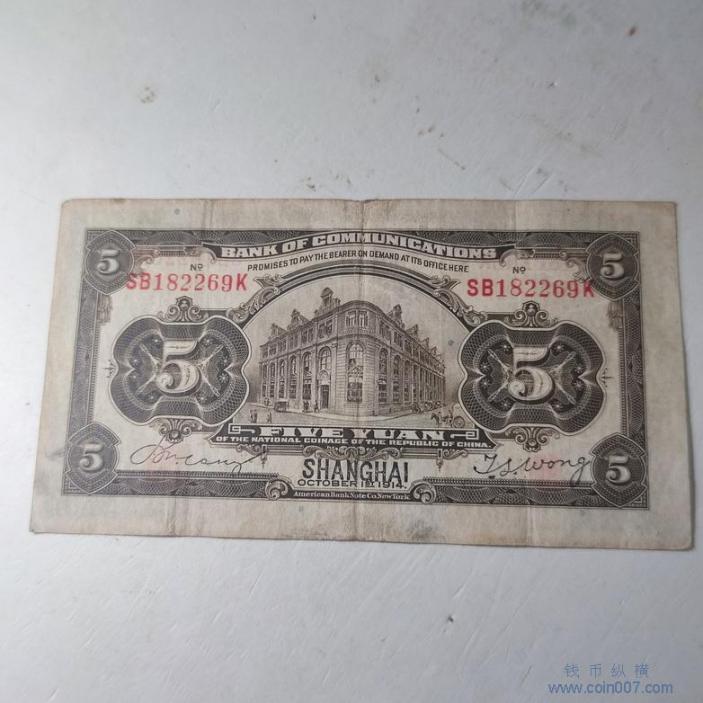 BANK OF COMMUNICATIONS
PROMISES TO PAY THE BEARER ON DEMAND AT ITS OFFICE HERE
5
5
Nº
SB182269K
Nº
SB182269K
5
5
FIVE YUAN
OF THE NATIONAL COINAGE OF THE REPUBLIC OF CHINA.
5
5
T.S.Wong
SHANGHAI
OCTOBER 1ST, 1914.
American Bank Note Co. New York.
钱币纵横
www.coin007.com